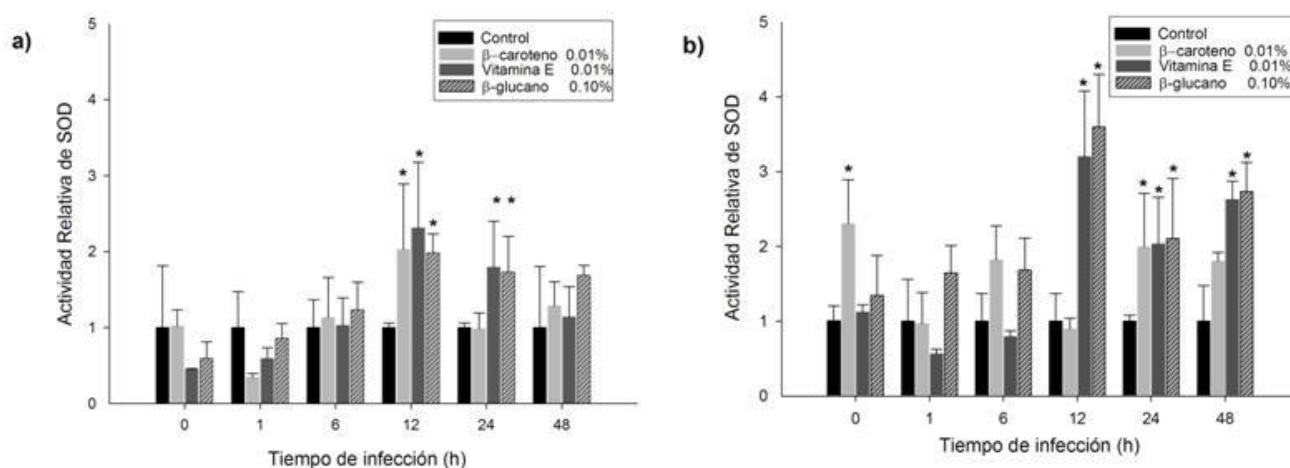 a)
Actividad Relativa de SOD
5
4
3
2
1
0
Control
β-caroteno 0.01%
Vitamina E 0.01%
β-glucano 0.10%
* * *
* *
0 1 6 12 24 48
Tiempo de infección (h)
b)
Actividad Relativa de SOD
5
4
3
2
1
0
Control
β-caroteno 0.01%
Vitamina E 0.01%
β-glucano 0.10%
*
* *
* * *
* *
0 1 6 12 24 48
Tiempo de infección (h)